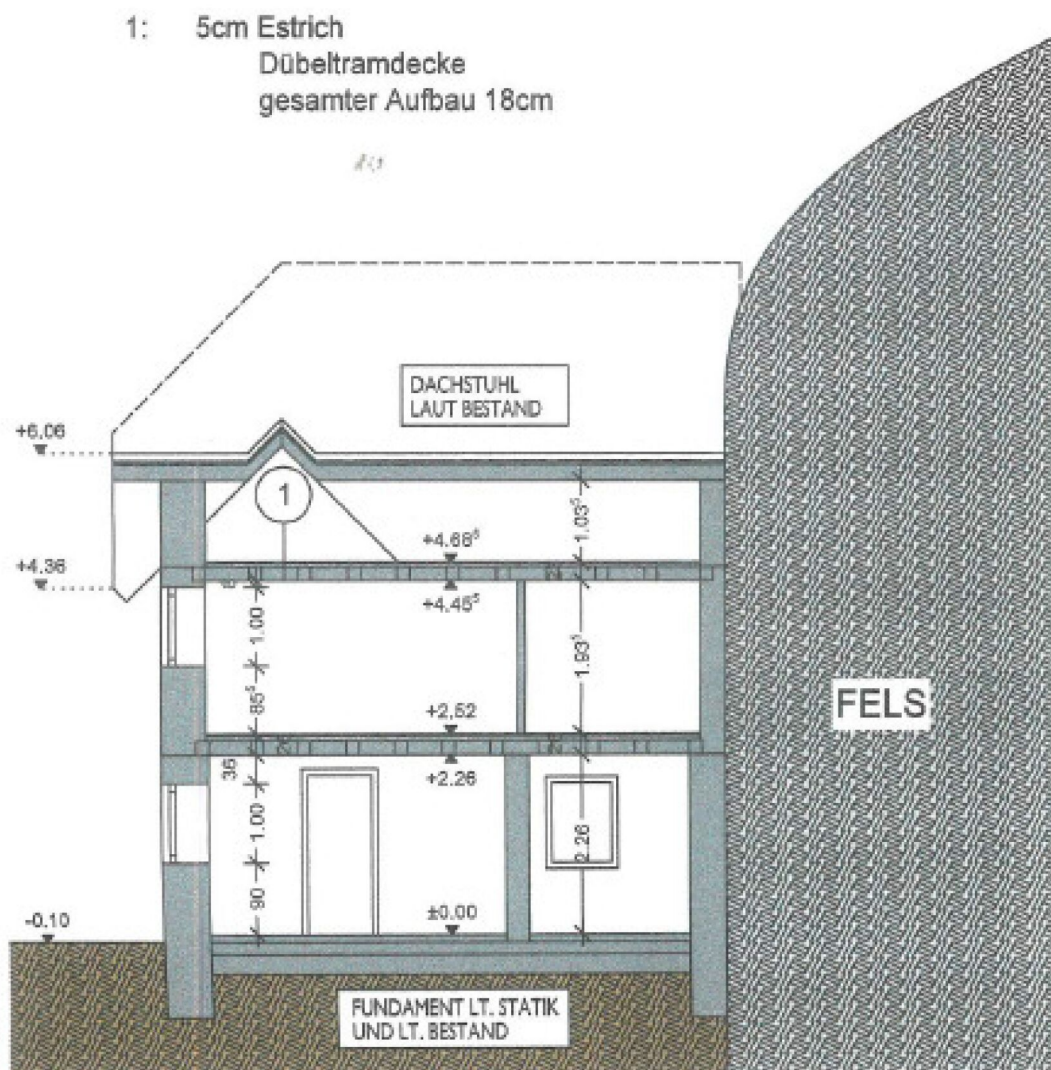 1: 5cm Estrich
Dübeltramdecke
gesamter Aufbau 18cm
DACHSTUHL
LAUT BESTAND
+6,06
1
1.03⁵
+4.68⁵
+4.36
+4.45⁵
1.00
1.93⁵
85⁵
+2,52
FELS
36
+2.26
1.00
2.26
90
±0.00
-0.10
FUNDAMENT LT. STATIK
UND LT. BESTAND